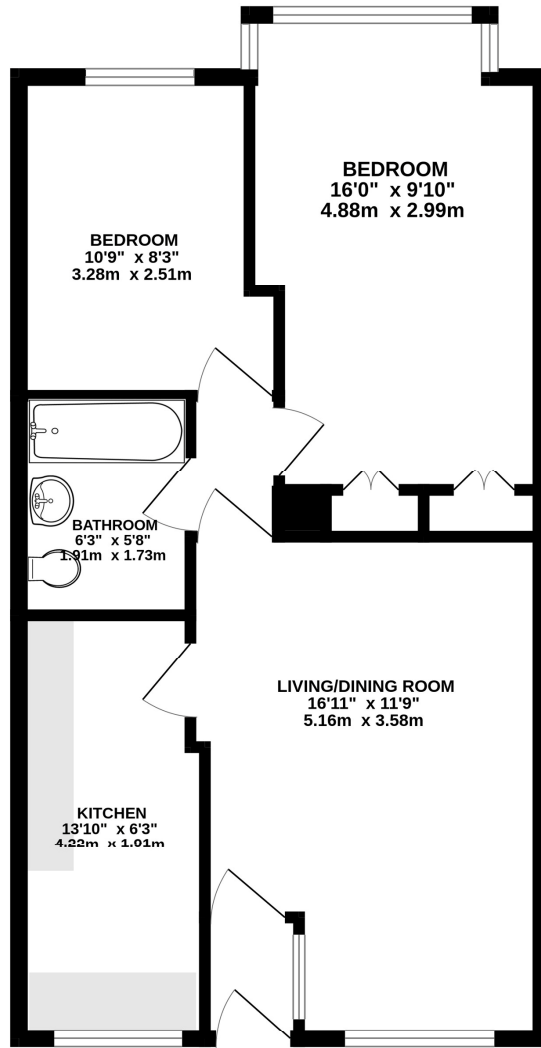 BEDROOM
16'0" x 9'10"
4.88m x 2.99m
BEDROOM
10'9" x 8'3"
3.28m x 2.51m
BATHROOM
6'3" x 5'8"
1.91m x 1.73m
LIVING/DINING ROOM
16'11" x 11'9"
5.16m x 3.58m
KITCHEN
13'10" x 6'3"
x 1.91m